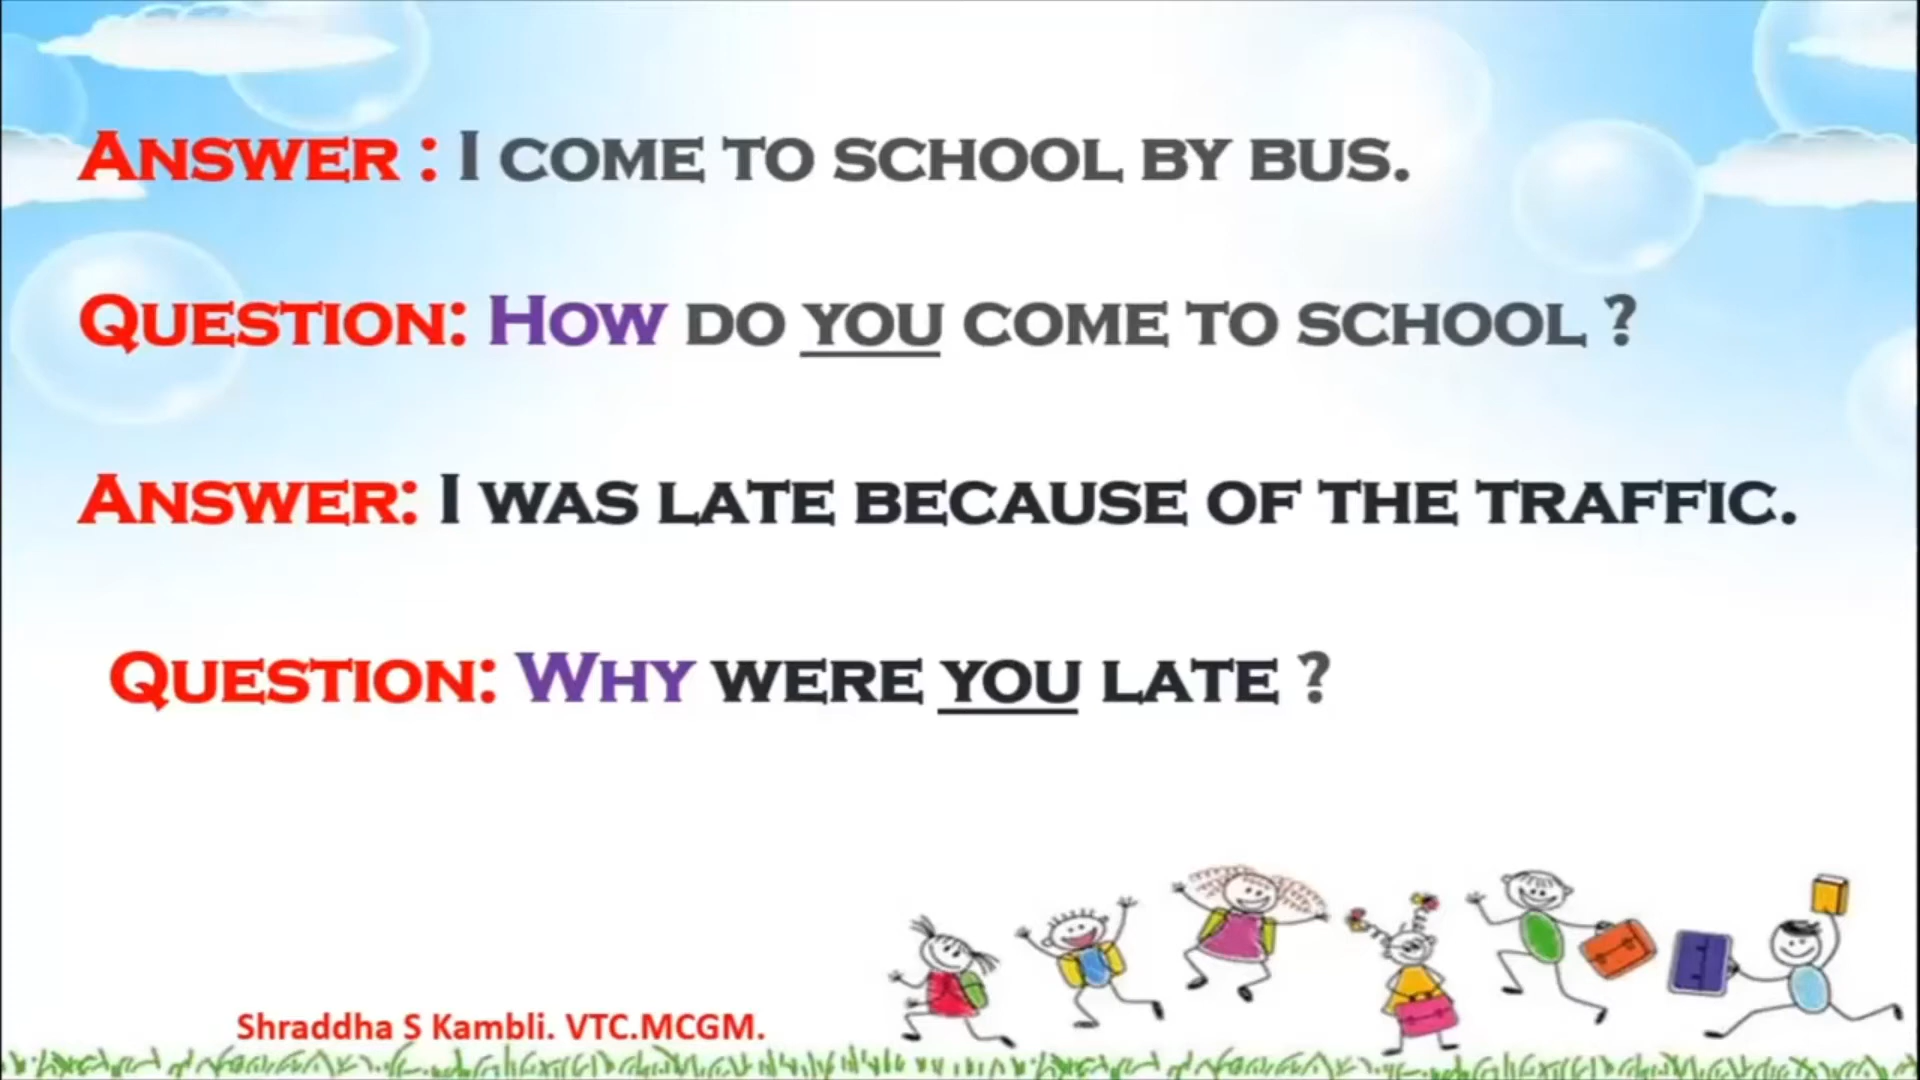 Answer : I come to school by bus.
Question: How do you come to school ?
Answer: I was late because of the traffic.
Question: Why were you late ?
Shraddha S Kambli. VTC.MCGM.